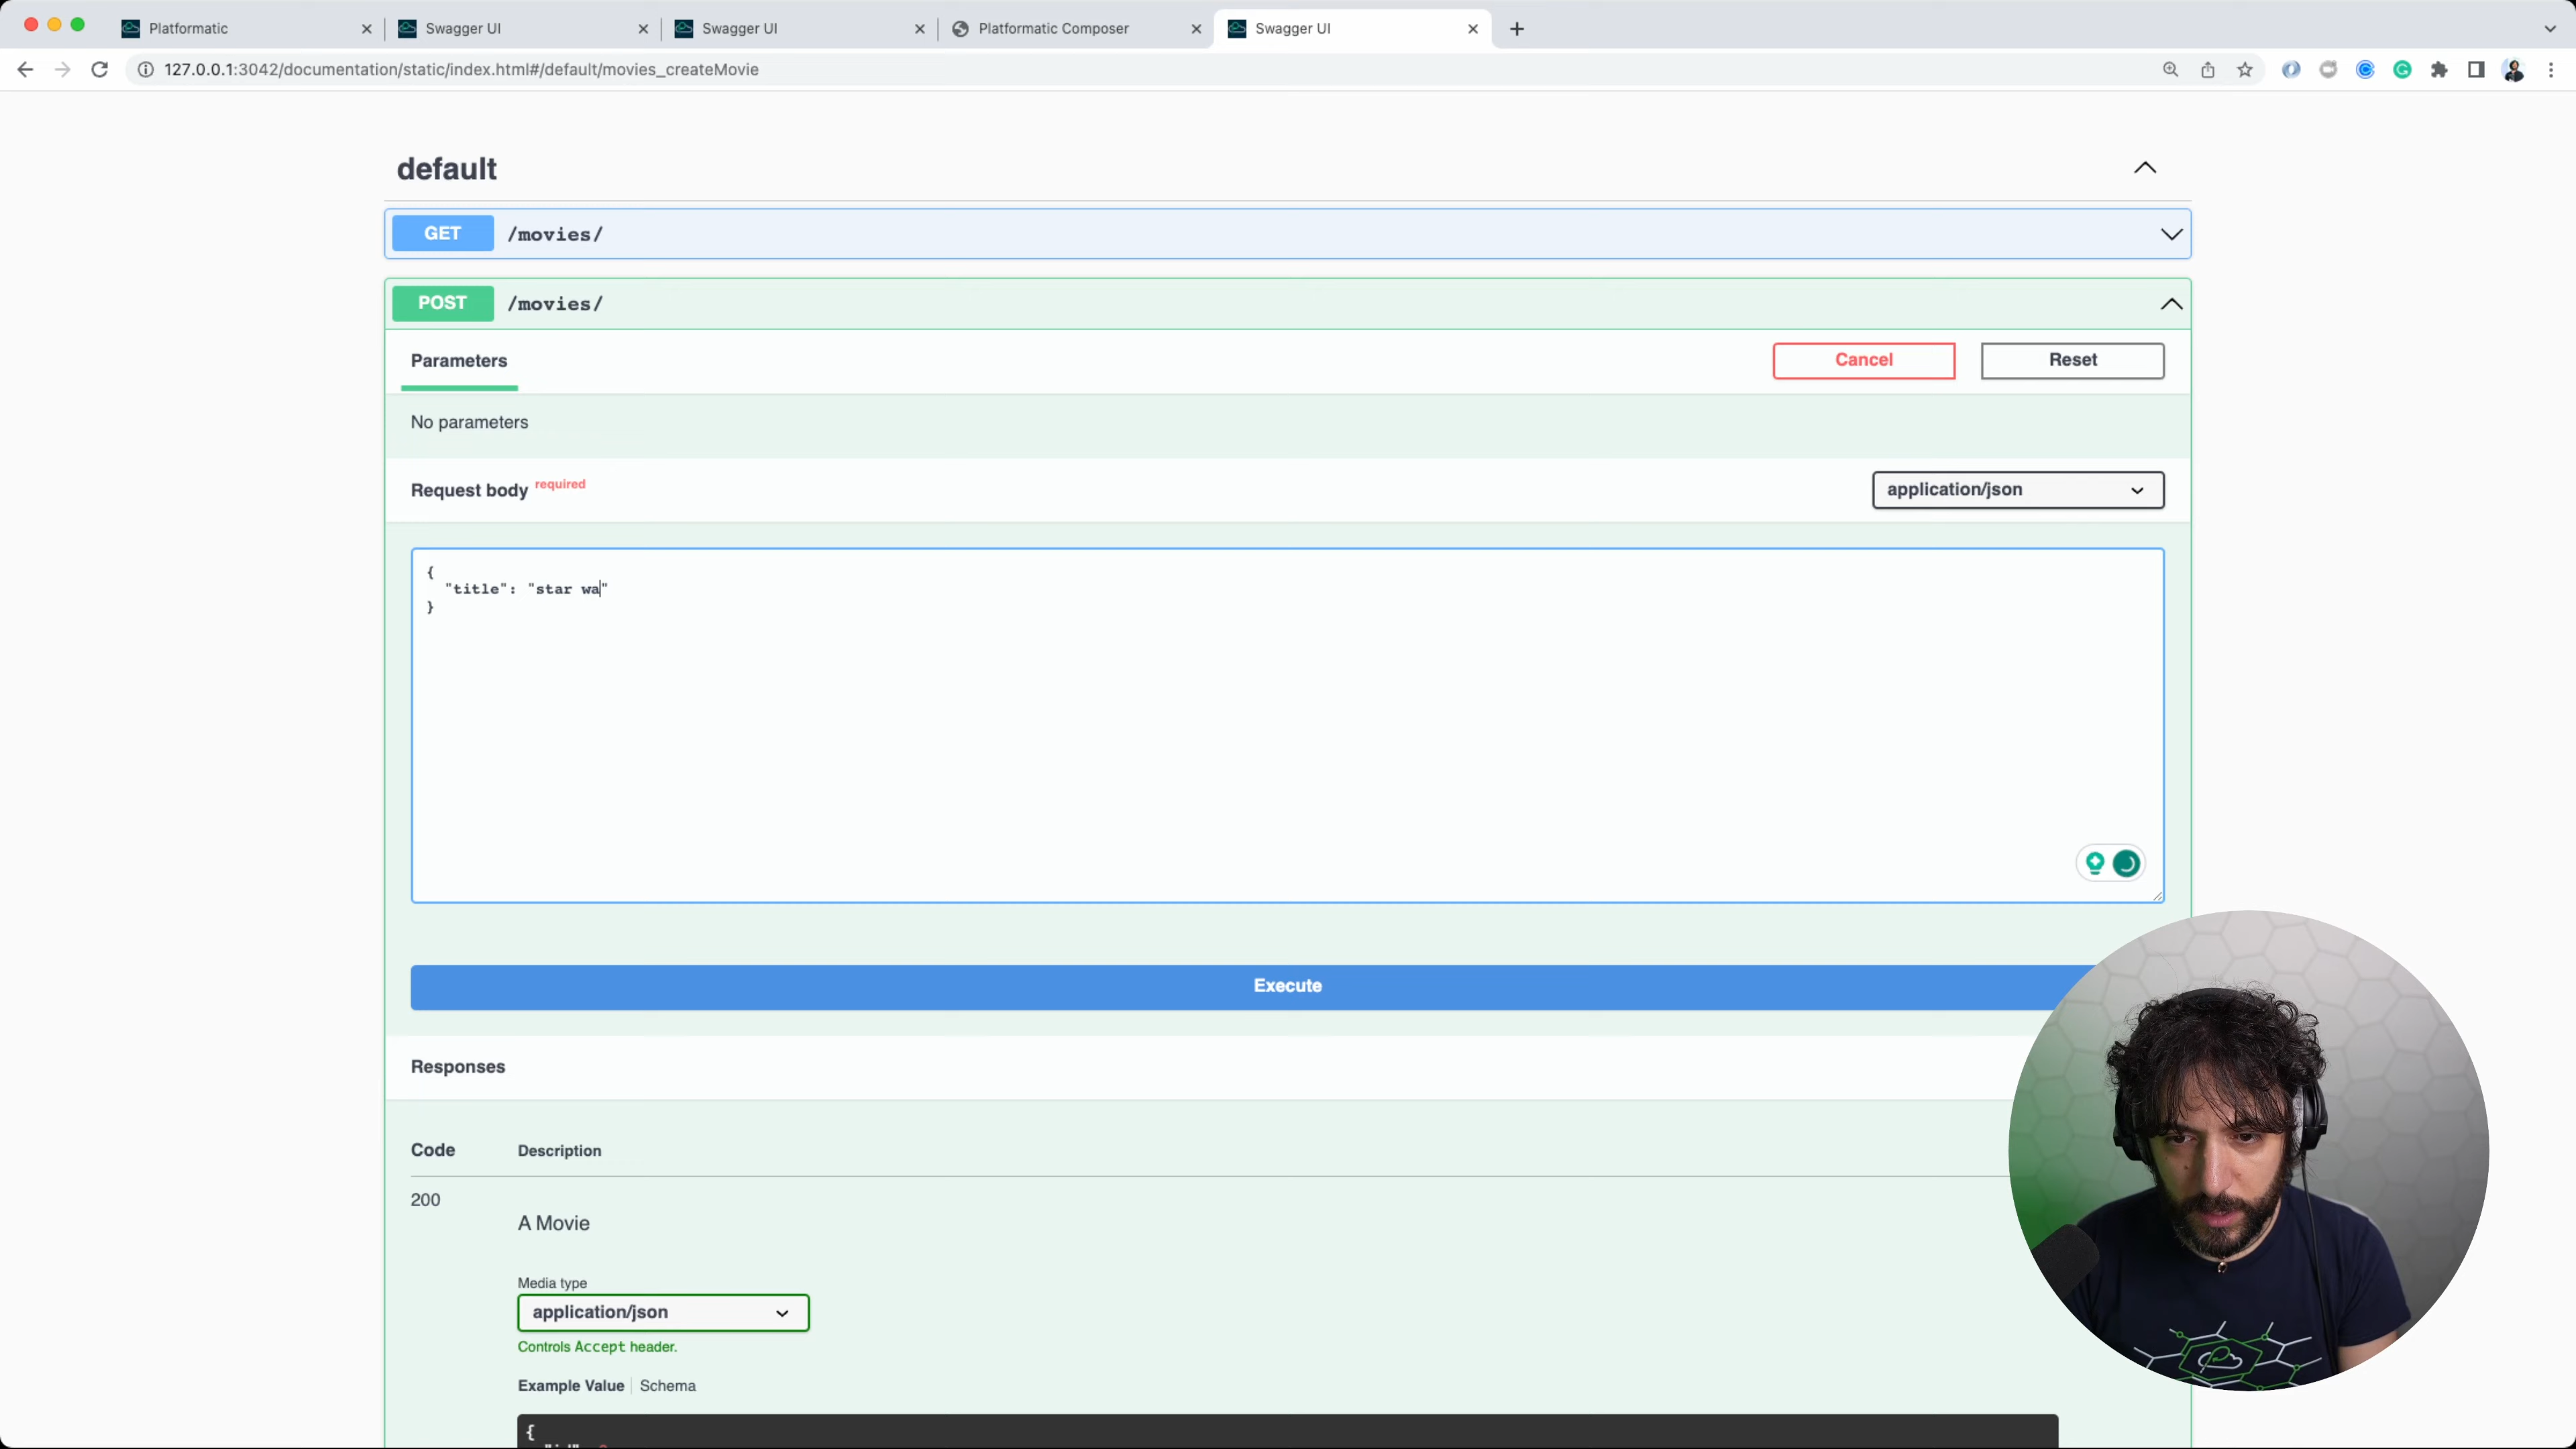 Platformatic
Swagger UI
Swagger UI
Platformatic Composer
Swagger UI
127.0.0.1:3042/documentation/static/index.html#/default/movies_createMovie
default
GET /movies/
POST /movies/
Parameters
Cancel
Reset
No parameters
Request body required
application/json
{
"title": "star wa"
}
Execute
Responses
Code Description
200
A Movie
Media type
application/json
Controls Accept header.
Example Value Schema
{